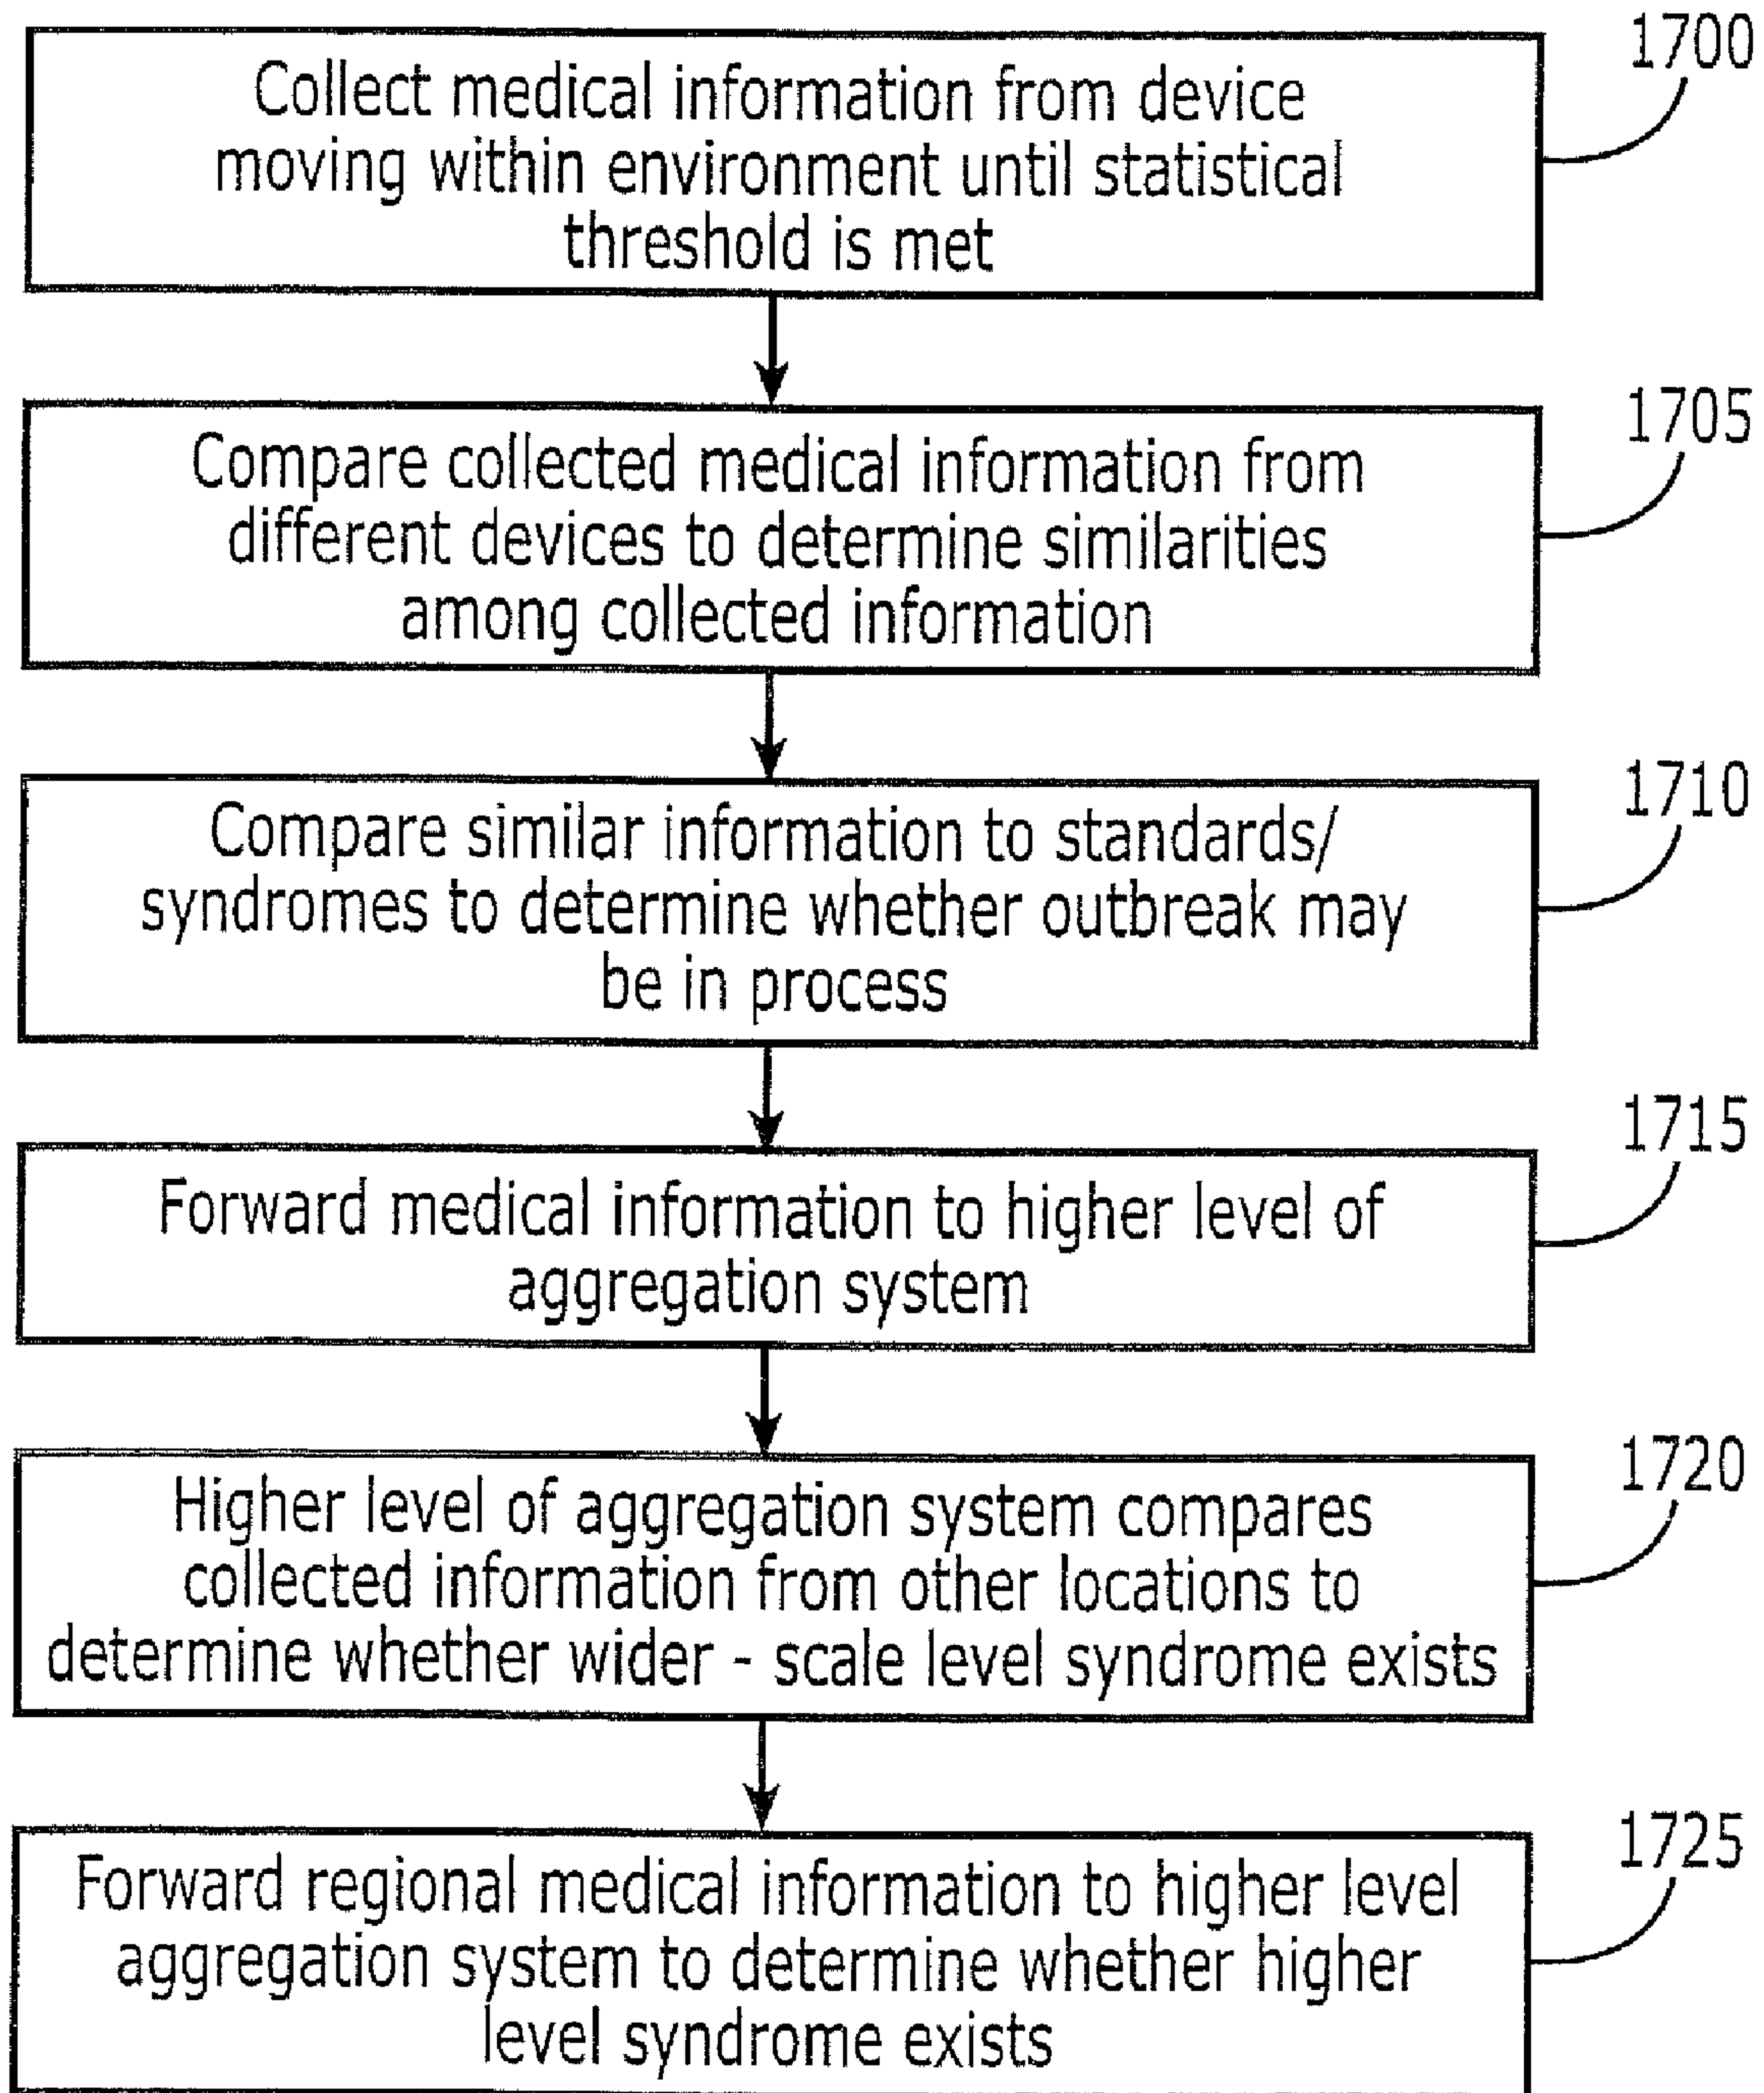 1700
Collect medical information from device
moving within environment until statistical
threshold is met
1705
Compare collected medical information from
different devices to determine similarities
among collected information
1710
Compare similar information to standards/
syndromes to determine whether outbreak may
be in process
1715
Forward medical information to higher level of
aggregation system
1720
Higher level of aggregation system compares
collected information from other locations to
determine whether wider - scale level syndrome exists
1725
Forward regional medical information to higher level
aggregation system to determine whether higher
level syndrome exists